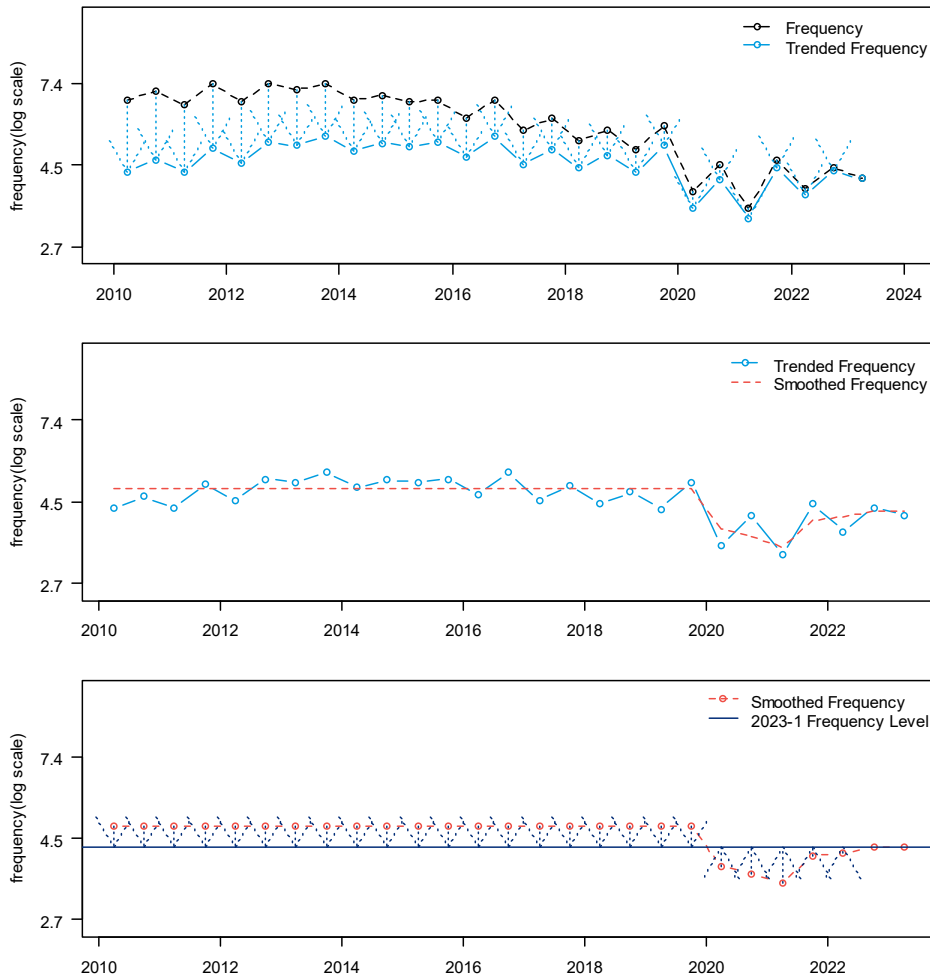 Frequency
Trended Frequency
frequency(log scale)
7.4
4.5
2.7
2010 2012 2014 2016 2018 2020 2022 2024
Trended Frequency
Smoothed Frequency
frequency(log scale)
7.4
4.5
2.7
2010 2012 2014 2016 2018 2020 2022
Smoothed Frequency
2023-1 Frequency Level
frequency(log scale)
7.4
4.5
2.7
2010 2012 2014 2016 2018 2020 2022